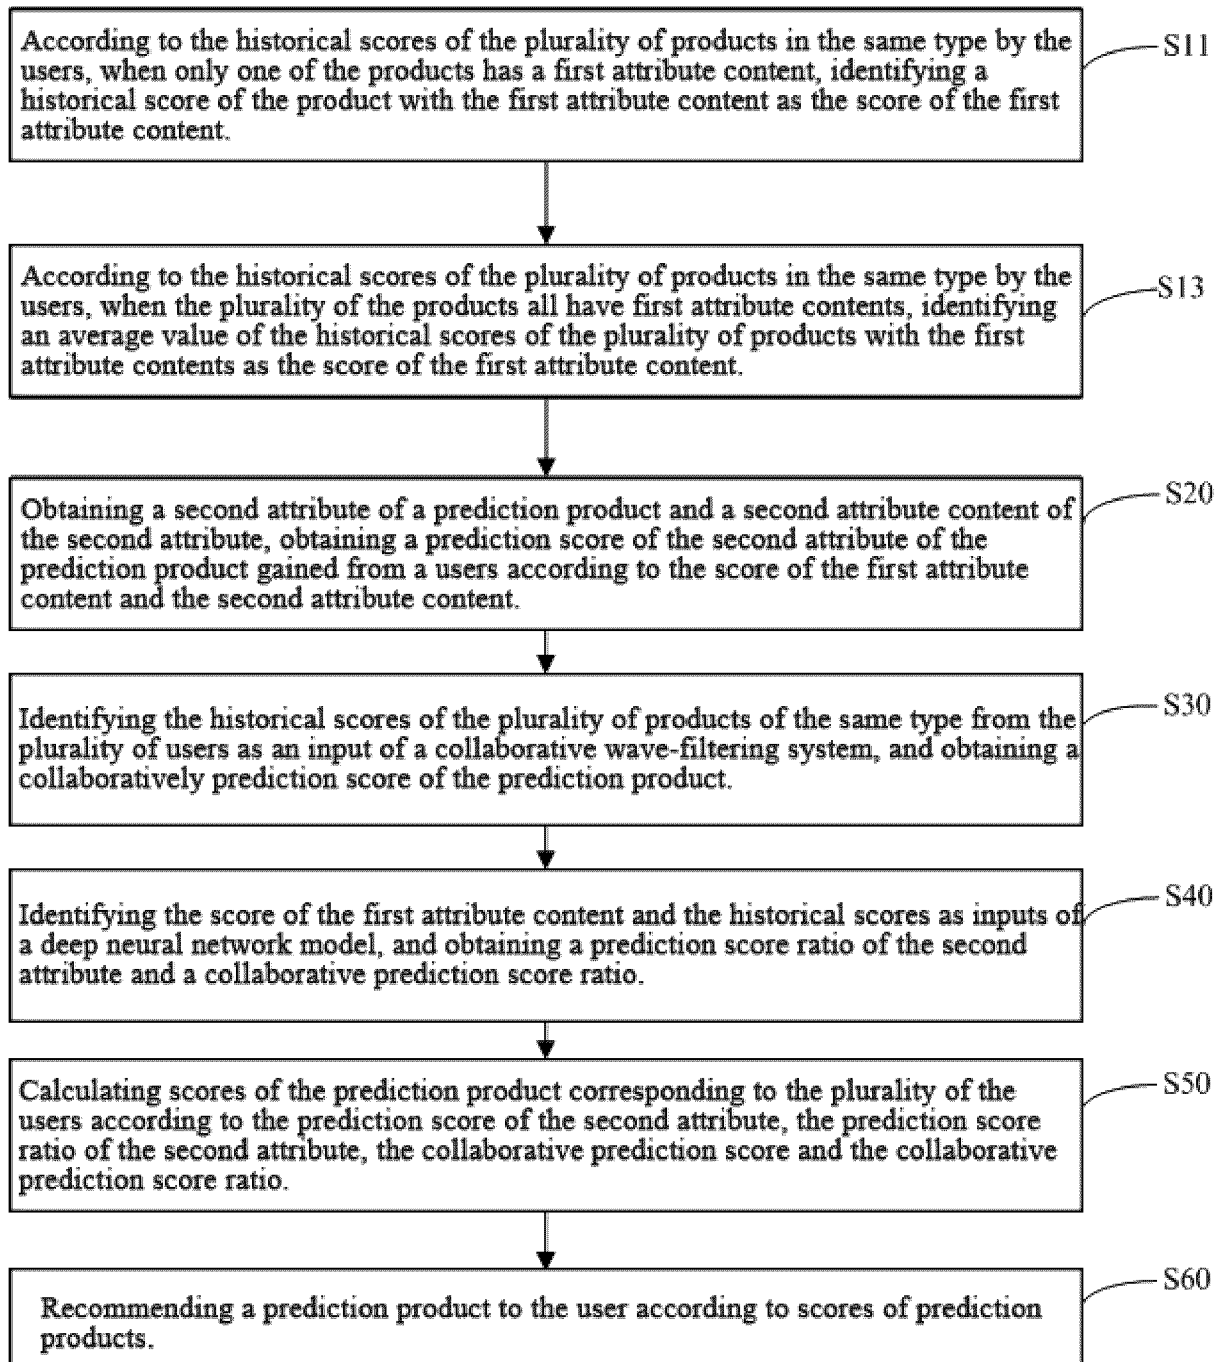 According to the historical scores of the plurality of products in the same type by the
users, when only one of the products has a first attribute content, identifying a
historical score of the product with the first attribute content as the score of the first
attribute content.
S11
According to the historical scores of the plurality of products in the same type by the
users, when the plurality of the products all have first attribute contents, identifying
an average value of the historical scores of the plurality of products with the first
attribute contents as the score of the first attribute content.
S13
Obtaining a second attribute of a prediction product and a second attribute content of
the second attribute, obtaining a prediction score of the second attribute of the
prediction product gained from a users according to the score of the first attribute
content and the second attribute content.
S20
Identifying the historical scores of the plurality of products of the same type from the
plurality of users as an input of a collaborative wave-filtering system, and obtaining a
collaboratively prediction score of the prediction product.
S30
Identifying the score of the first attribute content and the historical scores as inputs of
a deep neural network model, and obtaining a prediction score ratio of the second
attribute and a collaborative prediction score ratio.
S40
Calculating scores of the prediction product corresponding to the plurality of the
users according to the prediction score of the second attribute, the prediction score
ratio of the second attribute, the collaborative prediction score and the collaborative
prediction score ratio.
S50
Recommending a prediction product to the user according to scores of prediction
products.
S60